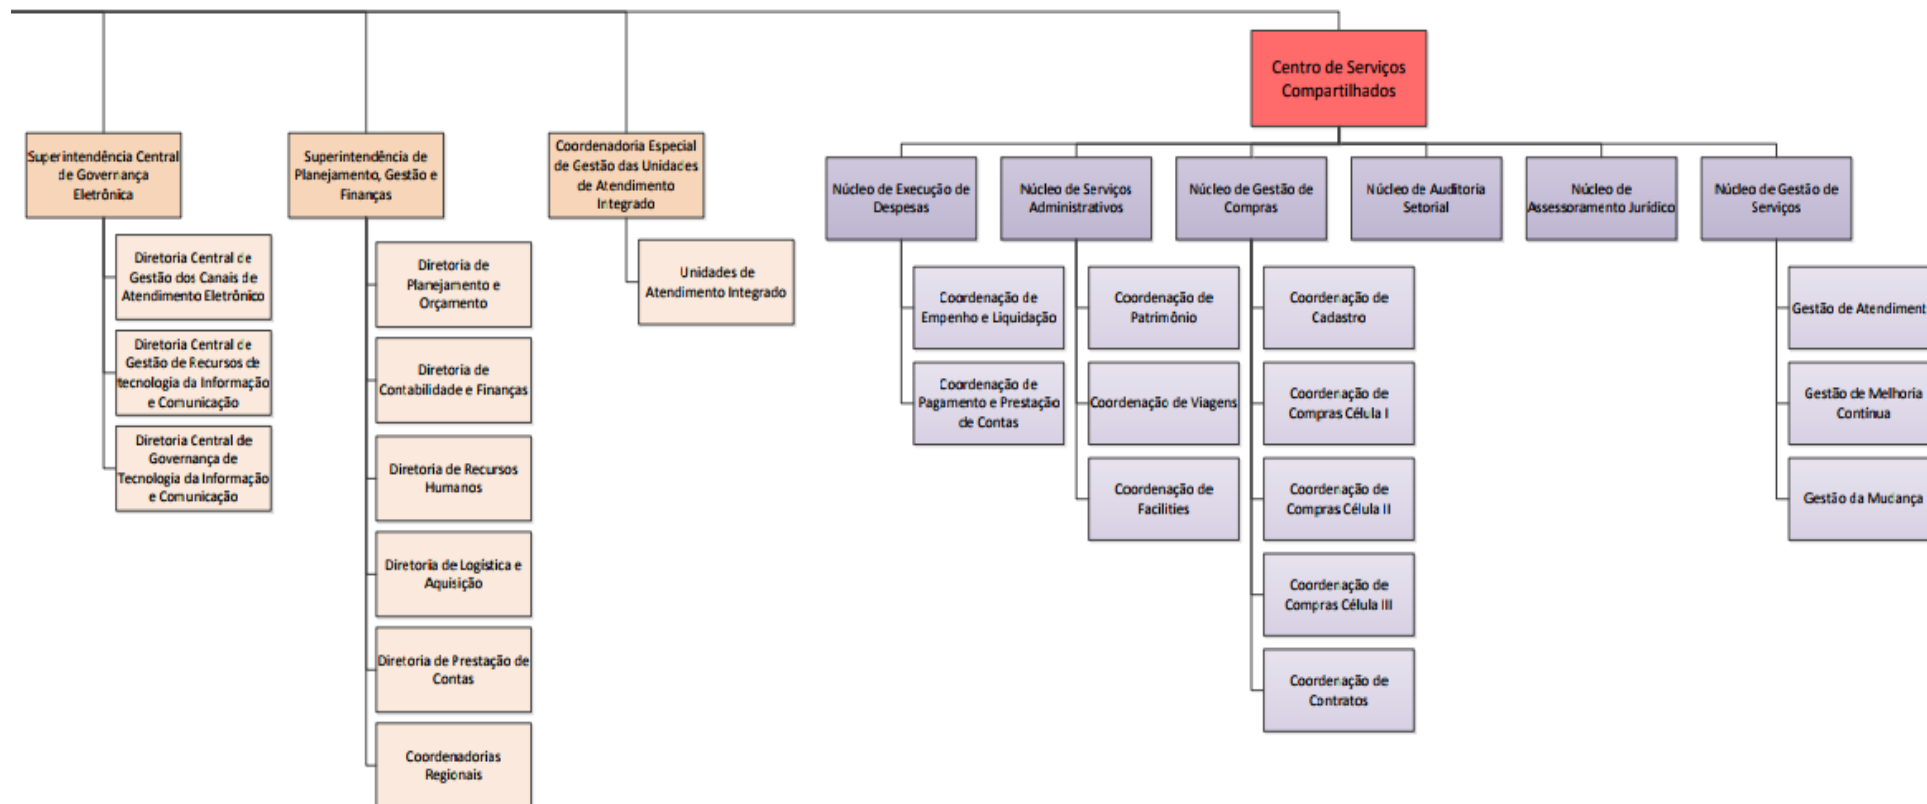 Centro de Serviços
Compartilhados
Superintendência Central
de Governança
Eletrônica
Diretoria Central de
Gestão dos Canais de
Atendimento Eletrônico
Diretoria Central de
Gestão de Recursos de
tecnologia da Informação
e Comunicação
Diretoria Central de
Governança de
Tecnologia da Informação
e Comunicação
Superintendência de
Planejamento, Gestão e
Finanças
Diretoria de
Planejamento e
Orçamento
Diretoria de
Contabilidade e Finanças
Diretoria de Recursos
Humanos
Diretoria de Logística e
Aquisição
Diretoria de Prestação de
Contas
Coordenadorias
Regionais
Coordenadoria Especial
de Gestão das Unidades
de Atendimento
Integrado
Unidades de
Atendimento Integrado
Núcleo de Execução de
Despesas
Coordenação de
Empenho e Liquidação
Coordenação de
Pagamento e Prestação
de Contas
Núcleo de Serviços
Administrativos
Coordenação de
Patrimônio
Coordenação de Viagens
Coordenação de
Facilities
Núcleo de Gestão de
Compras
Coordenação de
Cadastro
Coordenação de
Compras Célula I
Coordenação de
Compras Célula II
Coordenação de
Compras Célula III
Coordenação de
Contratos
Núcleo de Auditoria
Setorial
Núcleo de
Assessoramento Jurídico
Núcleo de Gestão de
Serviços
Gestão de Atendiment
Gestão de Melhoria
Contínua
Gestão da Mudança